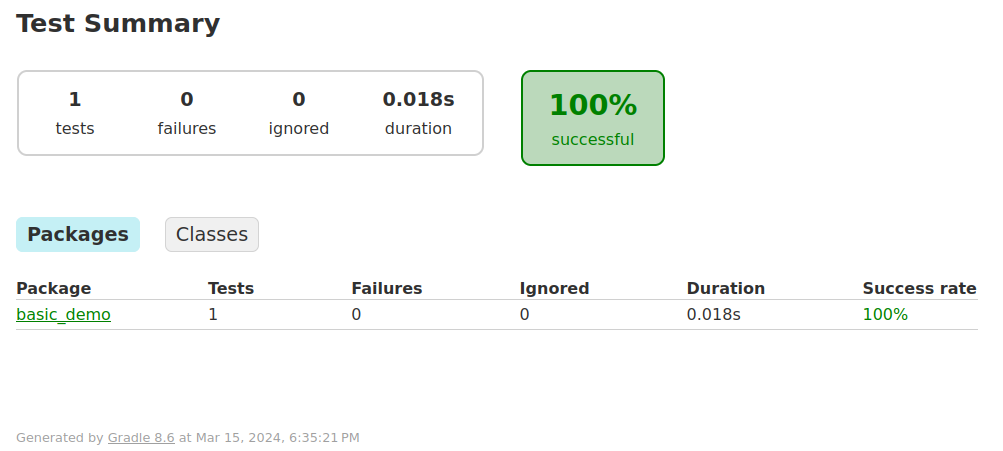 Test Summary
1 0 0 0.018s
tests failures ignored duration
100%
successful
Packages Classes
Package Tests Failures Ignored Duration Success rate
basic_demo 1 0 0 0.018s 100%
Generated by Gradle 8.6 at Mar 15, 2024, 6:35:21 PM